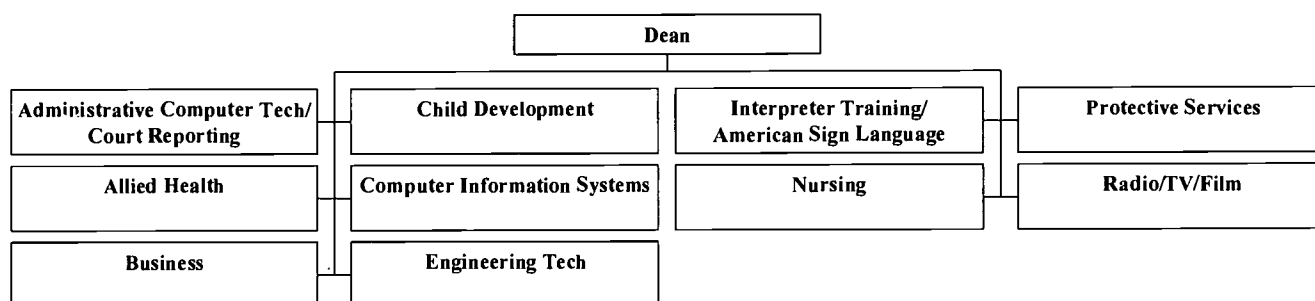 Dean
Administrative Computer Tech/
Court Reporting
Child Development
Interpreter Training/
American Sign Language
Protective Services
Allied Health
Computer Information Systems
Nursing
Radio/TV/Film
Business
Engineering Tech